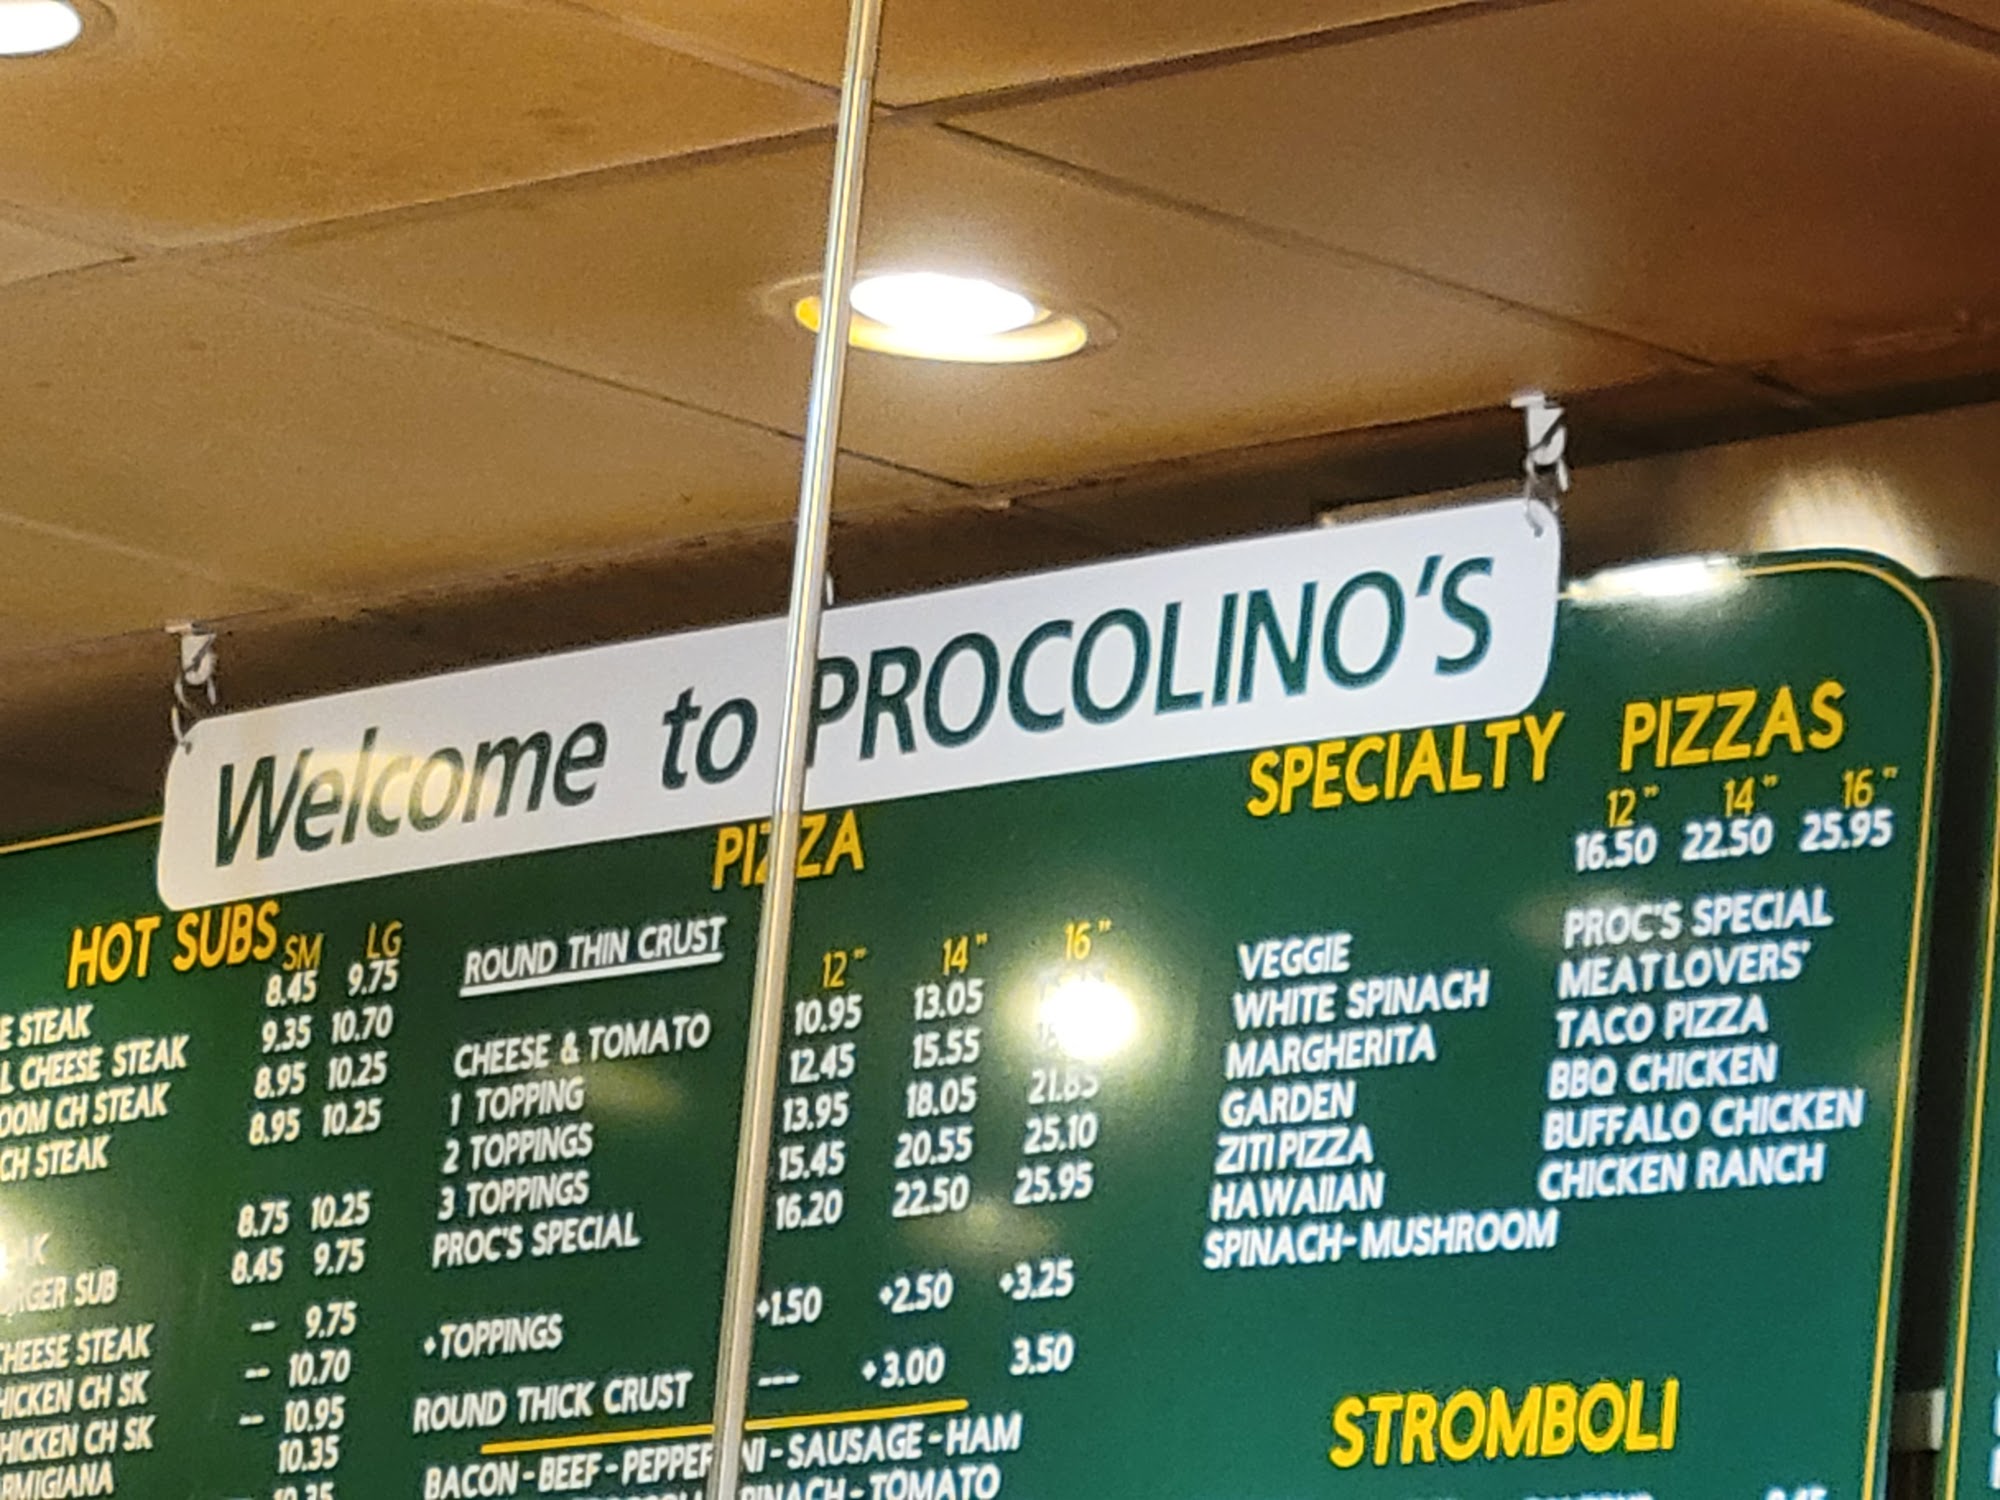 Welcome to PROCOLINO'S
HOT SUBS SM LG
8.45 9.75
E STEAK 9.35 10.70
L CHEESE STEAK 8.95 10.25
OOM CH STEAK 8.95 10.25
CH STEAK
8.75 10.25
8.45 9.75
RGER SUB
-- 9.75
CHEESE STEAK -- 10.70
HICKEN CH SK -- 10.95
HICKEN CH SK 10.35
RMIGIANA
PIZZA
ROUND THIN CRUST 12" 14" 16"
CHEESE & TOMATO 10.95 13.05
1 TOPPING 12.45 15.55
2 TOPPINGS 13.95 18.05 21.85
3 TOPPINGS 15.45 20.55 25.10
PROC'S SPECIAL 16.20 22.50 25.95
+TOPPINGS +1.50 +2.50 +3.25
ROUND THICK CRUST --- +3.00 3.50
BACON-BEEF-PEPPERONI-SAUSAGE-HAM
SPINACH-TOMATO
SPECIALTY PIZZAS
12" 14" 16"
16.50 22.50 25.95
VEGGIE
WHITE SPINACH
MARGHERITA
GARDEN
ZITI PIZZA
HAWAIIAN
SPINACH-MUSHROOM
PROC'S SPECIAL
MEAT LOVERS'
TACO PIZZA
BBQ CHICKEN
BUFFALO CHICKEN
CHICKEN RANCH
STROMBOLI